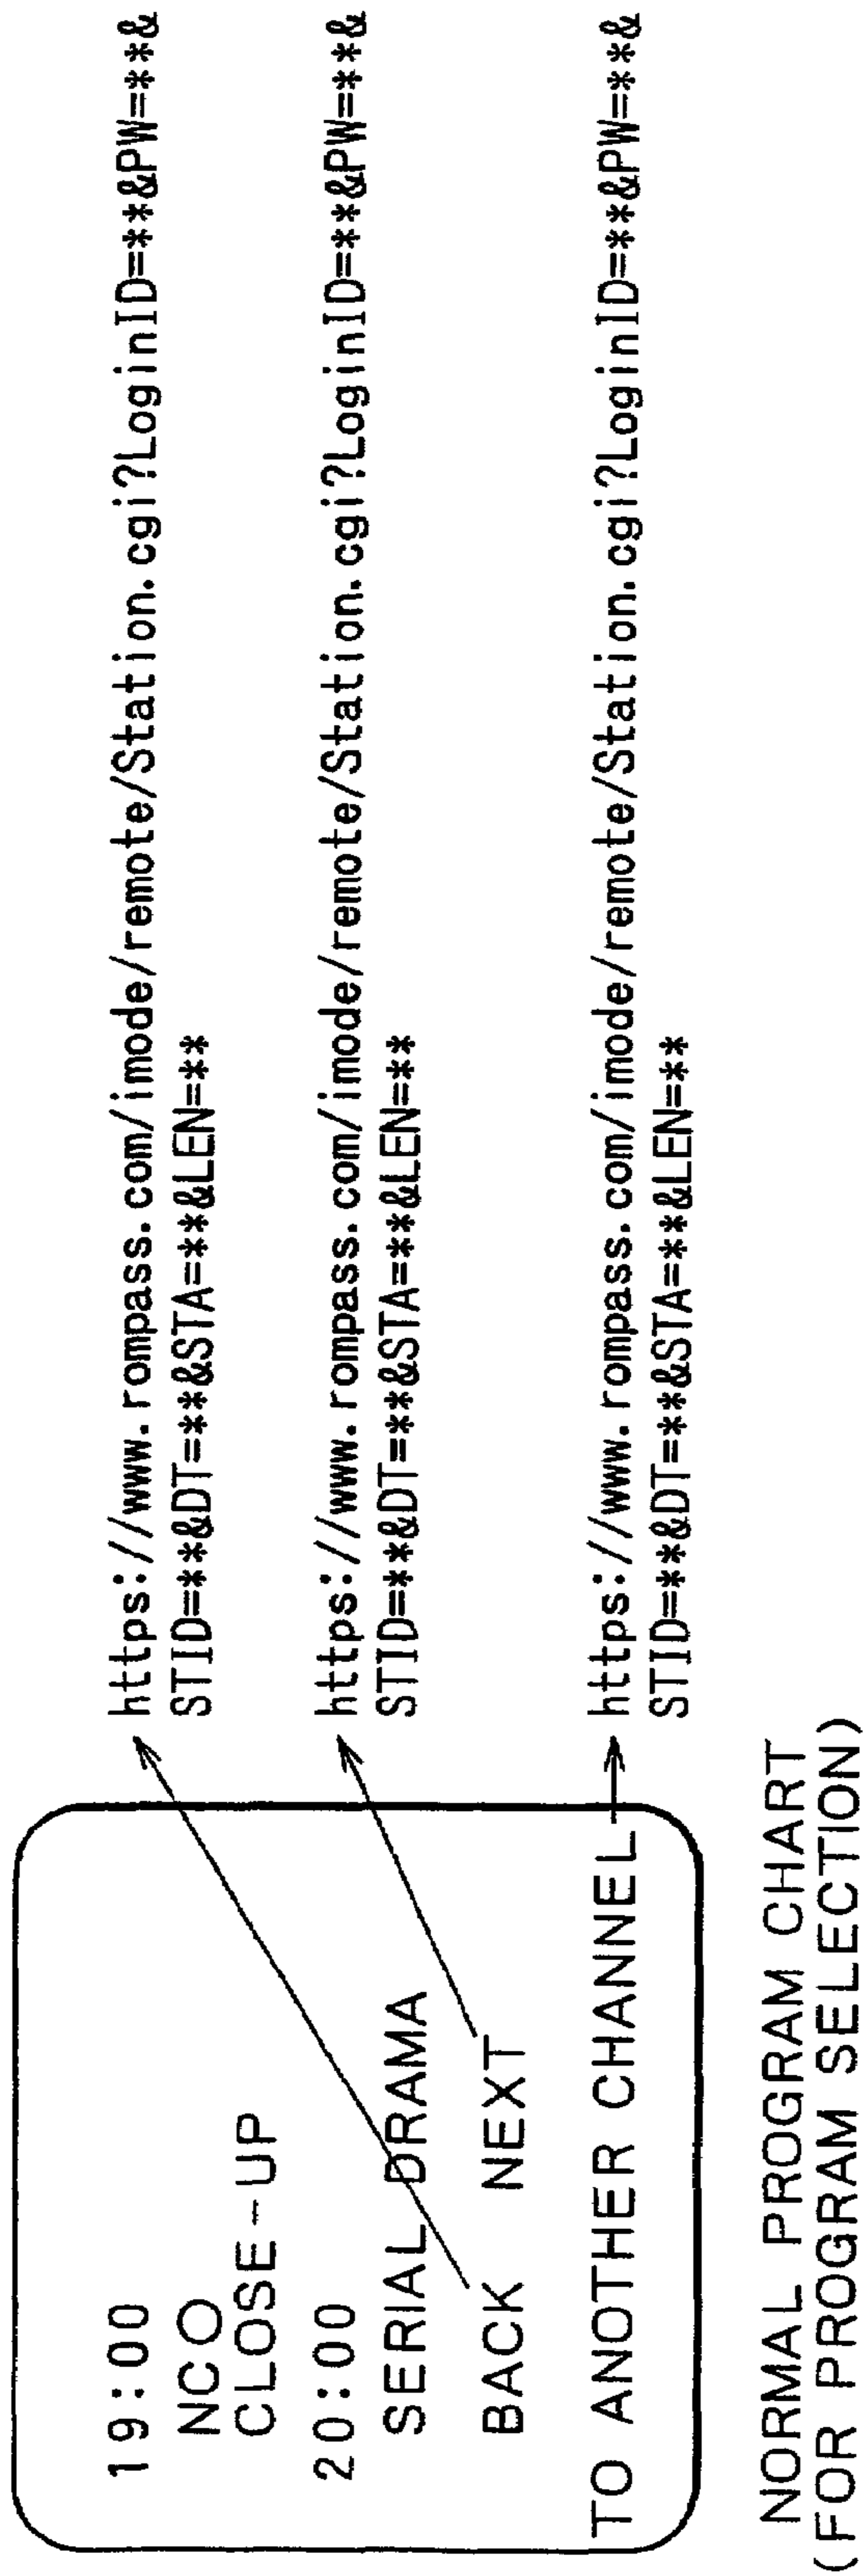 19:00
NC○
CLOSE-UP
20:00
SERIAL DRAMA
BACK NEXT
TO ANOTHER CHANNEL
https://www.rompass.com/imode/remote/Station.cgi?LoginID=**&PW=**&
STID=**&DT=**&STA=**&LEN=**
https://www.rompass.com/imode/remote/Station.cgi?LoginID=**&PW=**&
STID=**&DT=**&STA=**&LEN=**
https://www.rompass.com/imode/remote/Station.cgi?LoginID=**&PW=**&
STID=**&DT=**&STA=**&LEN=**
NORMAL PROGRAM CHART
(FOR PROGRAM SELECTION)